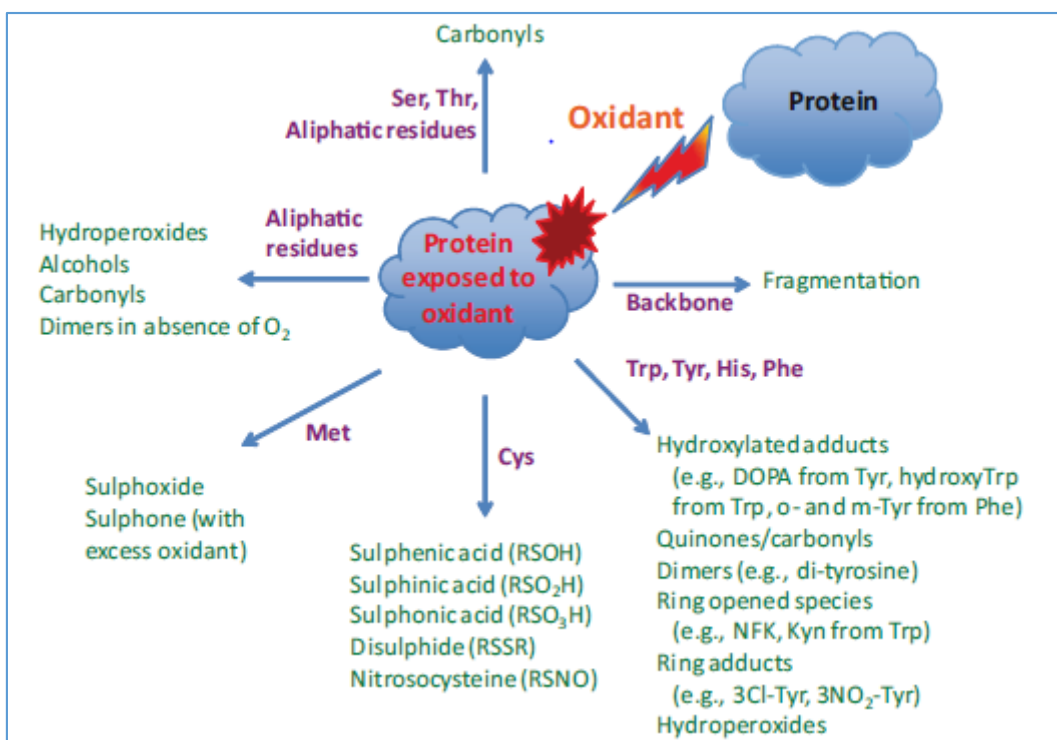 Carbonyls
Ser, Thr,
Aliphatic residues
Oxidant
Protein
Aliphatic
residues
Hydroperoxides
Alcohols
Carbonyls
Dimers in absence of O₂
Protein
exposed to
oxidant
Backbone
Fragmentation
Trp, Tyr, His, Phe
Met
Cys
Sulphoxide
Sulphone (with
excess oxidant)
Sulphenic acid (RSOH)
Sulphinic acid (RSO₂H)
Sulphonic acid (RSO₃H)
Disulphide (RSSR)
Nitrosocysteine (RSNO)
Hydroxylated adducts
(e.g., DOPA from Tyr, hydroxyTrp
from Trp, o- and m-Tyr from Phe)
Quinones/carbonyls
Dimers (e.g., di-tyrosine)
Ring opened species
(e.g., NFK, Kyn from Trp)
Ring adducts
(e.g., 3Cl-Tyr, 3NO₂-Tyr)
Hydroperoxides